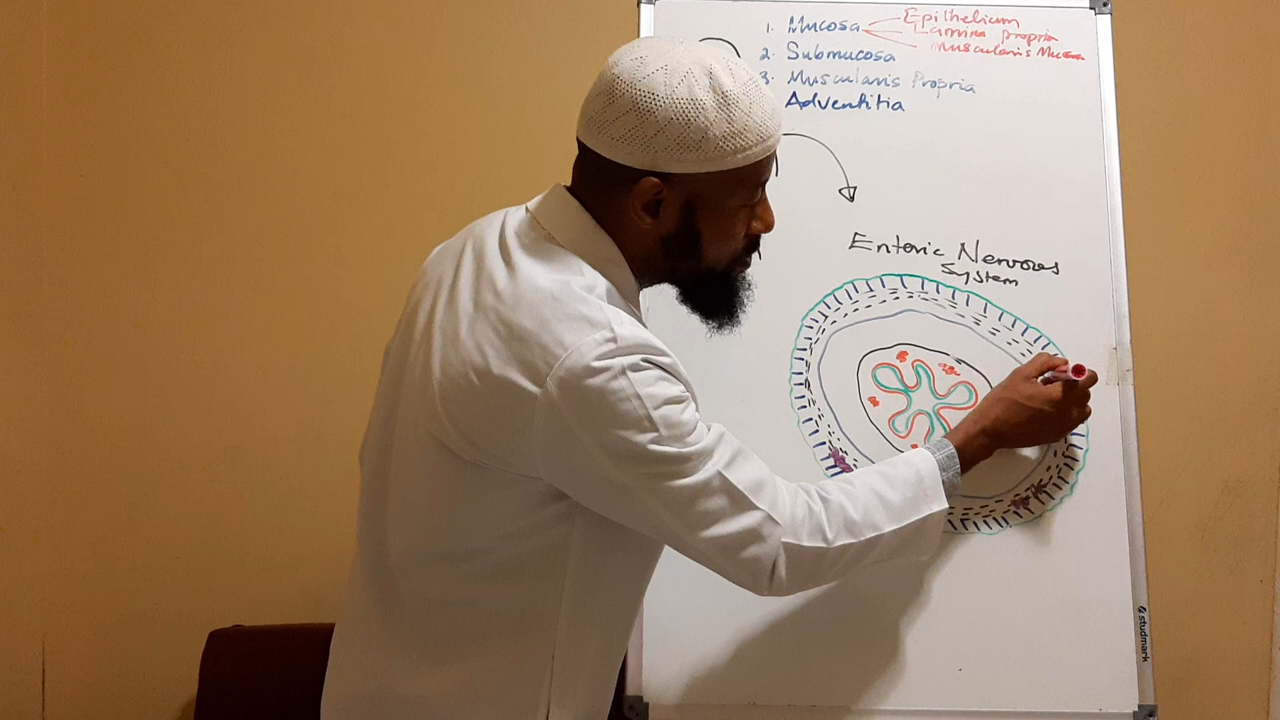 1. Mucosa
Epithelium
Lamina propria
Muscularis Mucosa
2. Submucosa
3. Muscularis Propria
Adventitia
Enteric Nervous
System
studmark